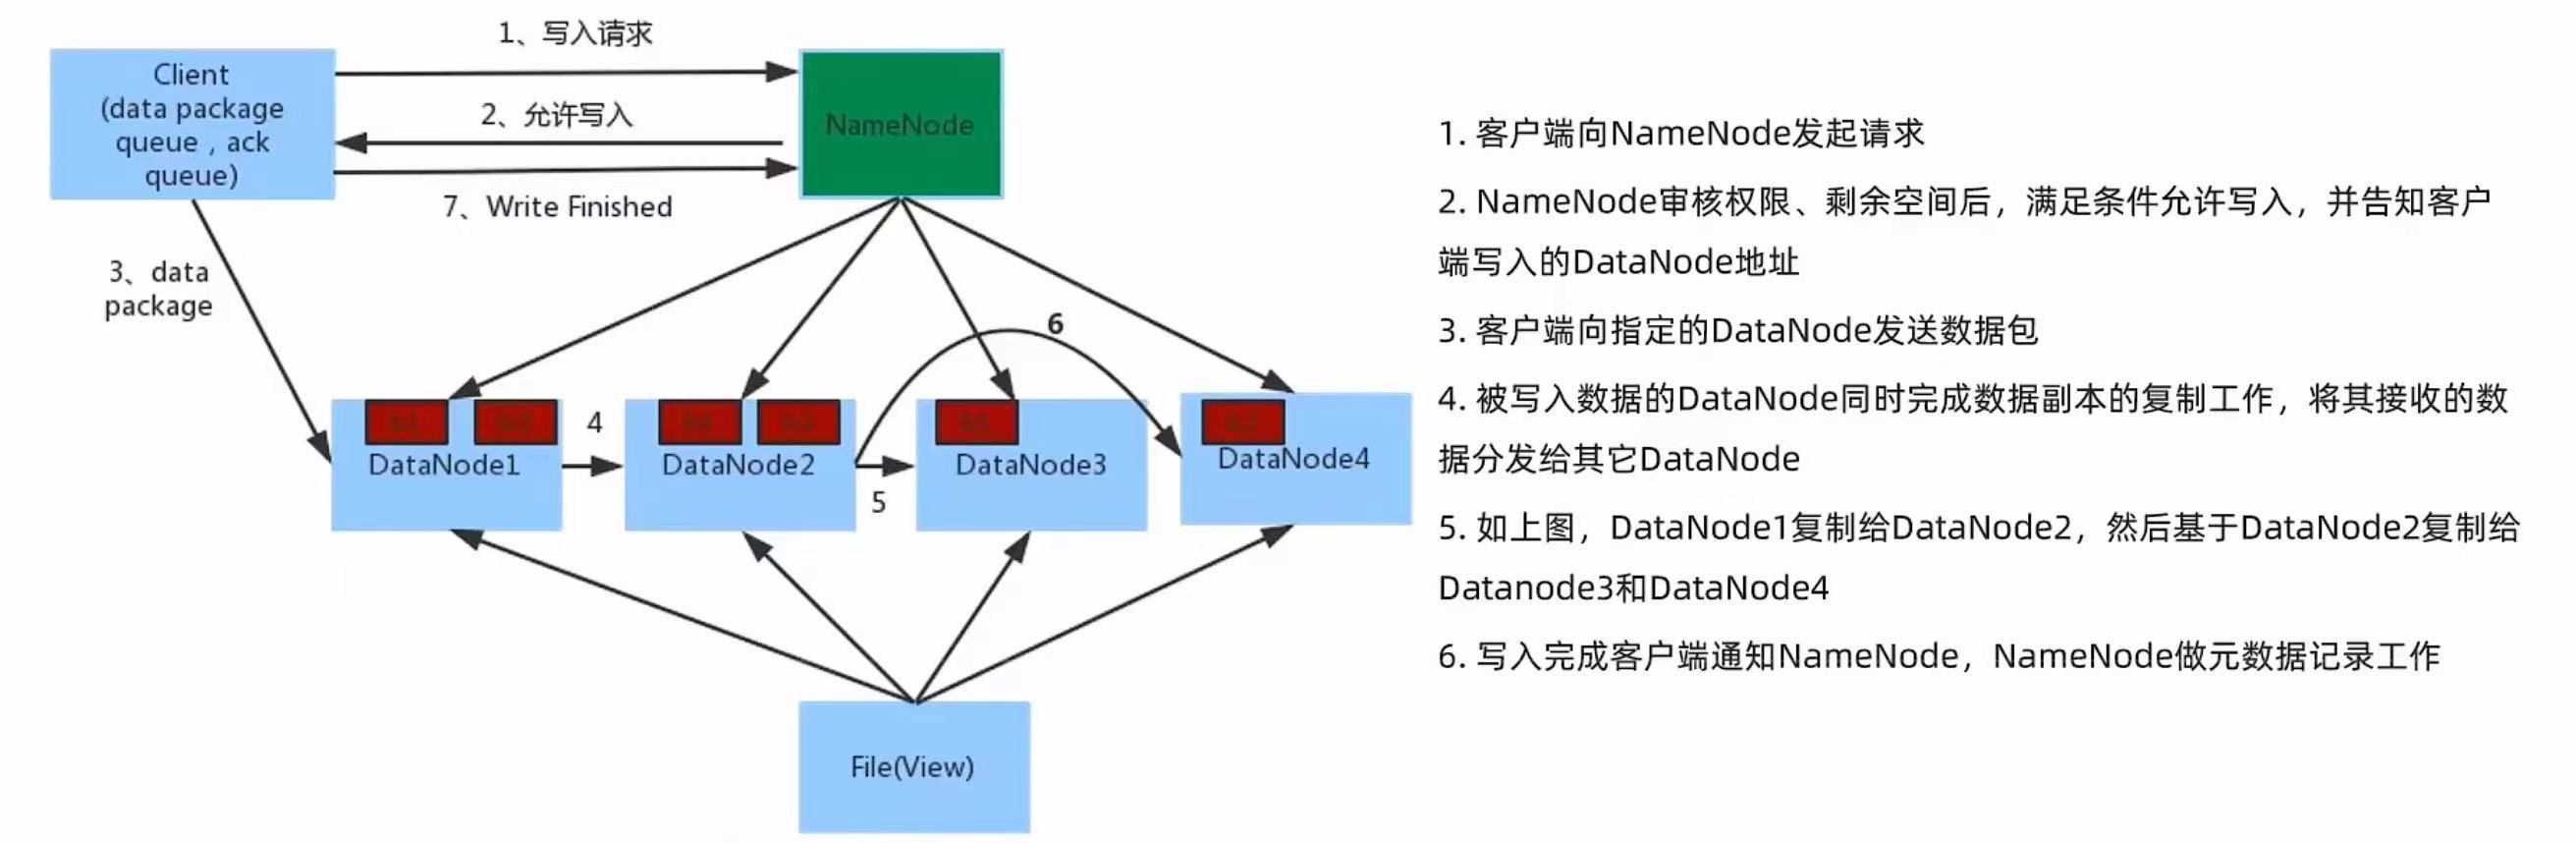 1、写入请求
Client
(data package
queue , ack
queue)
2、允许写入
NameNode
7、Write Finished
3、data
package
6
4
5
DataNode1
DataNode2
DataNode3
DataNode4
File(View)
1. 客户端向NameNode发起请求
2. NameNode审核权限、剩余空间后，满足条件允许写入，并告知客户
端写入的DataNode地址
3. 客户端向指定的DataNode发送数据包
4. 被写入数据的DataNode同时完成数据副本的复制工作，将其接收的数
据分发给其它DataNode
5. 如上图，DataNode1复制给DataNode2，然后基于DataNode2复制给
Datanode3和DataNode4
6. 写入完成客户端通知NameNode，NameNode做元数据记录工作